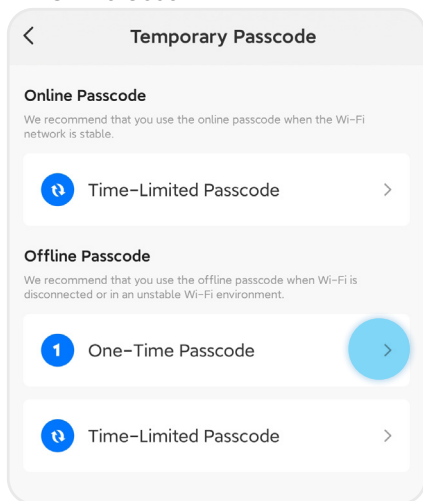 Temporary Passcode
Online Passcode
We recommend that you use the online passcode when the Wi-Fi
network is stable.
Time-Limited Passcode
Offline Passcode
We recommend that you use the offline passcode when Wi-Fi is
disconnected or in an unstable Wi-Fi environment.
1 One-Time Passcode
Time-Limited Passcode